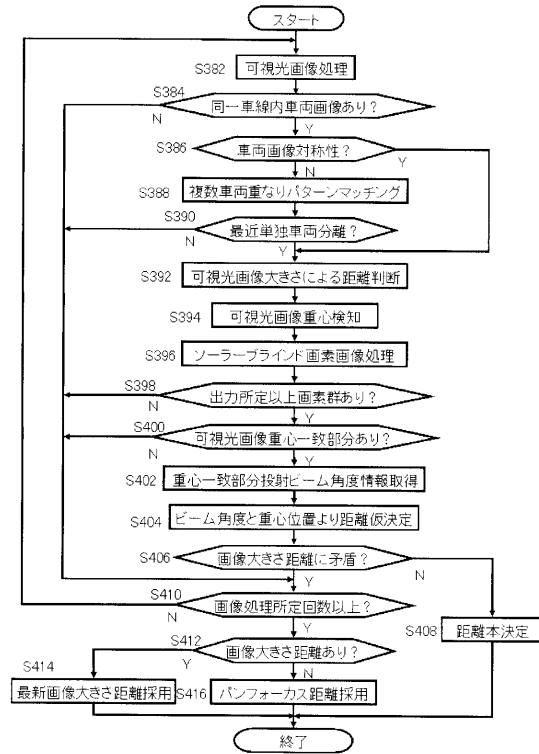 スタート
S382
可視光画像処理
S384
同一車線内車両画像あり?
N
Y
S386
車両画像対称性?
Y
N
S388
複数車両重なりパターンマッチング
S390
最近単独車両分離?
N
Y
S392
可視光画像大きさによる距離判断
S394
可視光画像重心検知
S396
ソーラーブラインド画素画像処理
S398
出力所定以上画素群あり?
N
Y
S400
可視光画像重心一致部分あり?
N
Y
S402
重心一致部分投射ビーム角度情報取得
S404
ビーム角度と重心位置より距離仮決定
S406
画像大きさ距離に矛盾?
N
Y
S410
画像処理所定回数以上?
N
Y
S408
距離本決定
S412
画像大きさ距離あり?
Y
N
S414
最新画像大きさ距離採用
S416
パンフォーカス距離採用
終了